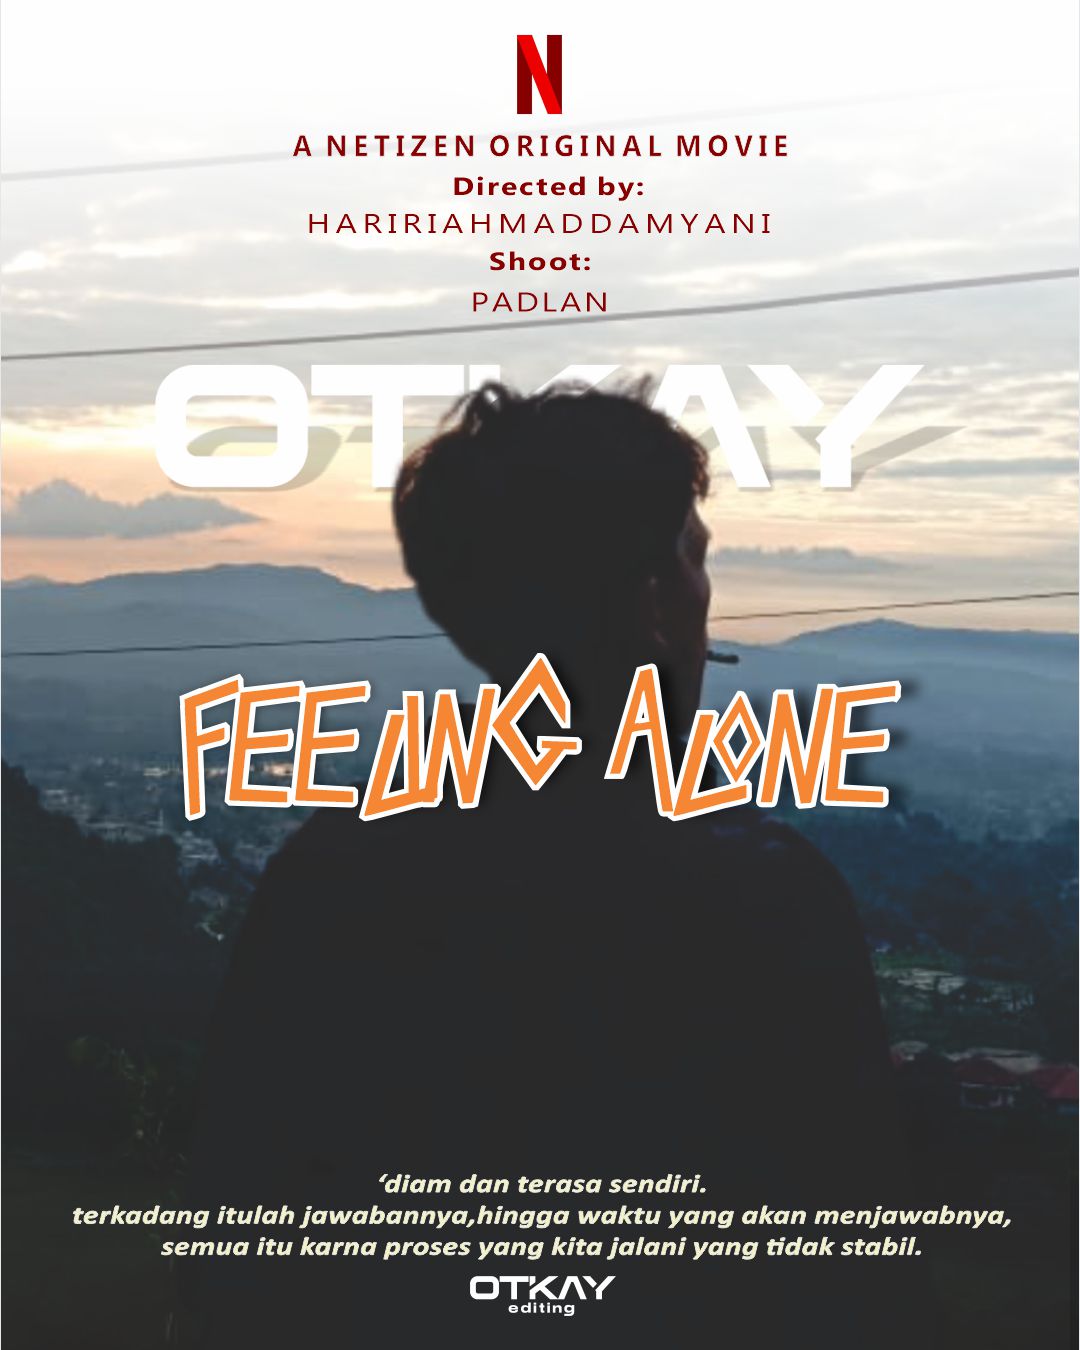 N
A NETIZEN ORIGINAL MOVIE
Directed by:
HARIRIAHMADDAMYANI
Shoot:
PADLAN
OTKAY
FEELING ALONE
‘diam dan terasa sendiri.
terkadang itulah jawabannya,hingga waktu yang akan menjawabnya,
semua itu karna proses yang kita jalani yang tidak stabil.
OTKAY
editing